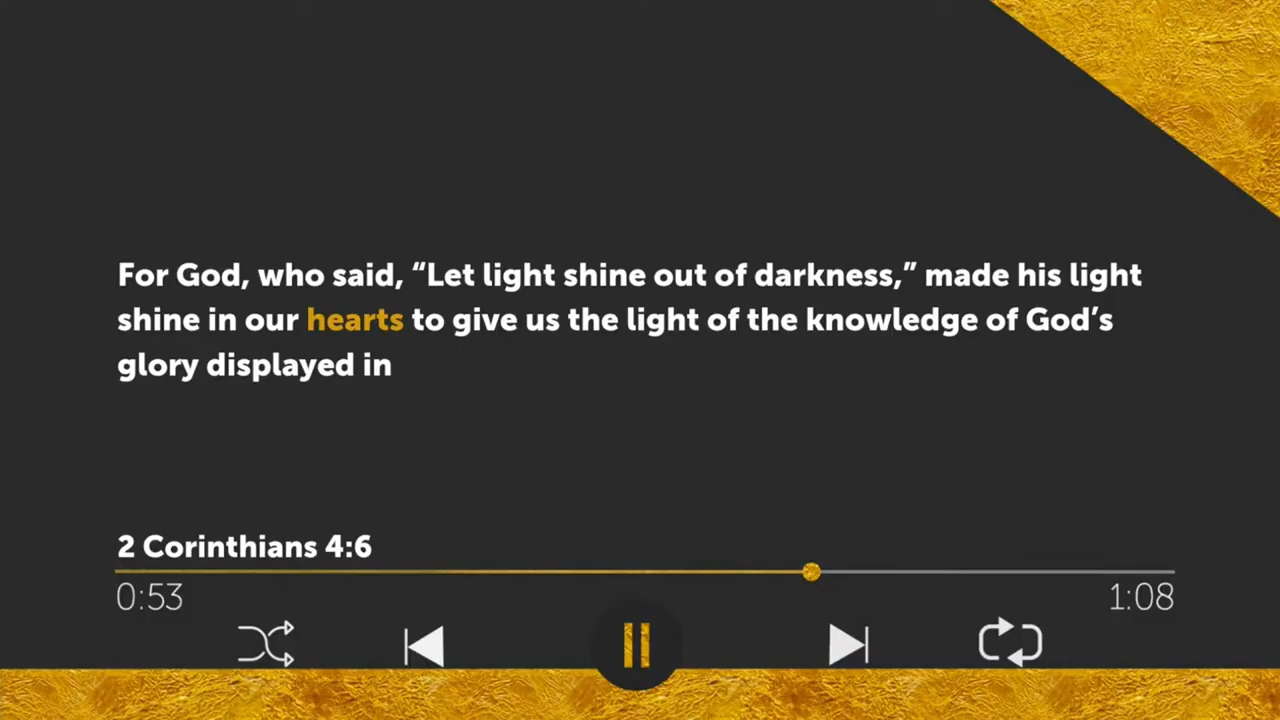 For God, who said, “Let light shine out of darkness,” made his light
shine in our hearts to give us the light of the knowledge of God’s
glory displayed in
2 Corinthians 4:6
0:53
1:08